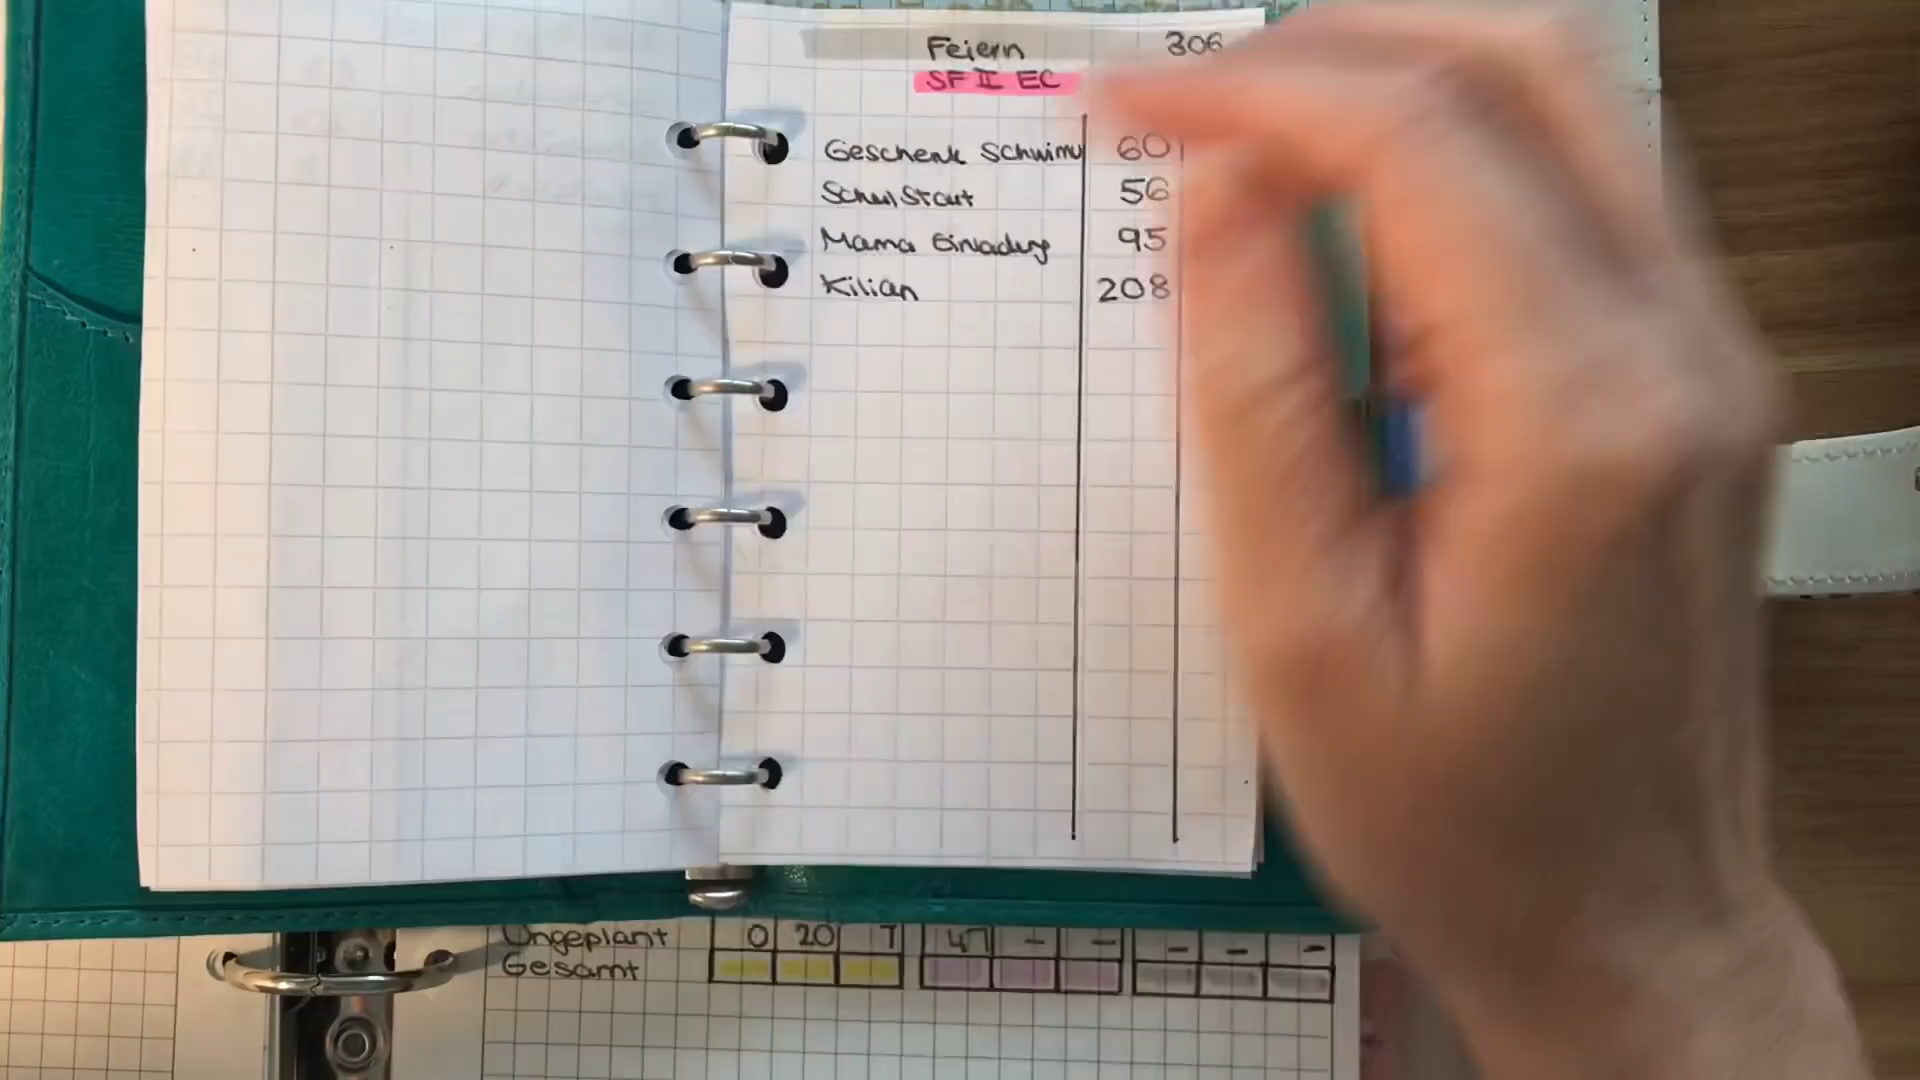 Feiern 306
SF II EC
Geschenk Schwimm 60
Schulstart 56
Mama Einladung 95
Kilian 208
Ungeplant 0 20 7 47 - - - - -
Gesamt